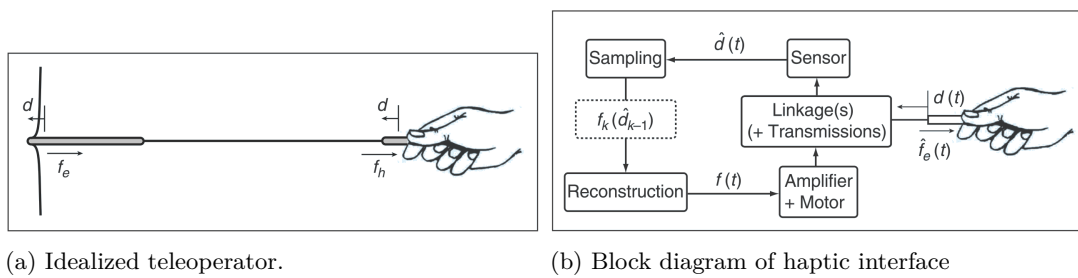 d
d
f_e
f_h
(a) Idealized teleoperator.
Sampling
d̂ (t)
Sensor
f_k (d̂_{k–1})
Linkage(s)
(+ Transmissions)
d (t)
f̂_e (t)
Reconstruction
f (t)
Amplifier
+ Motor
(b) Block diagram of haptic interface